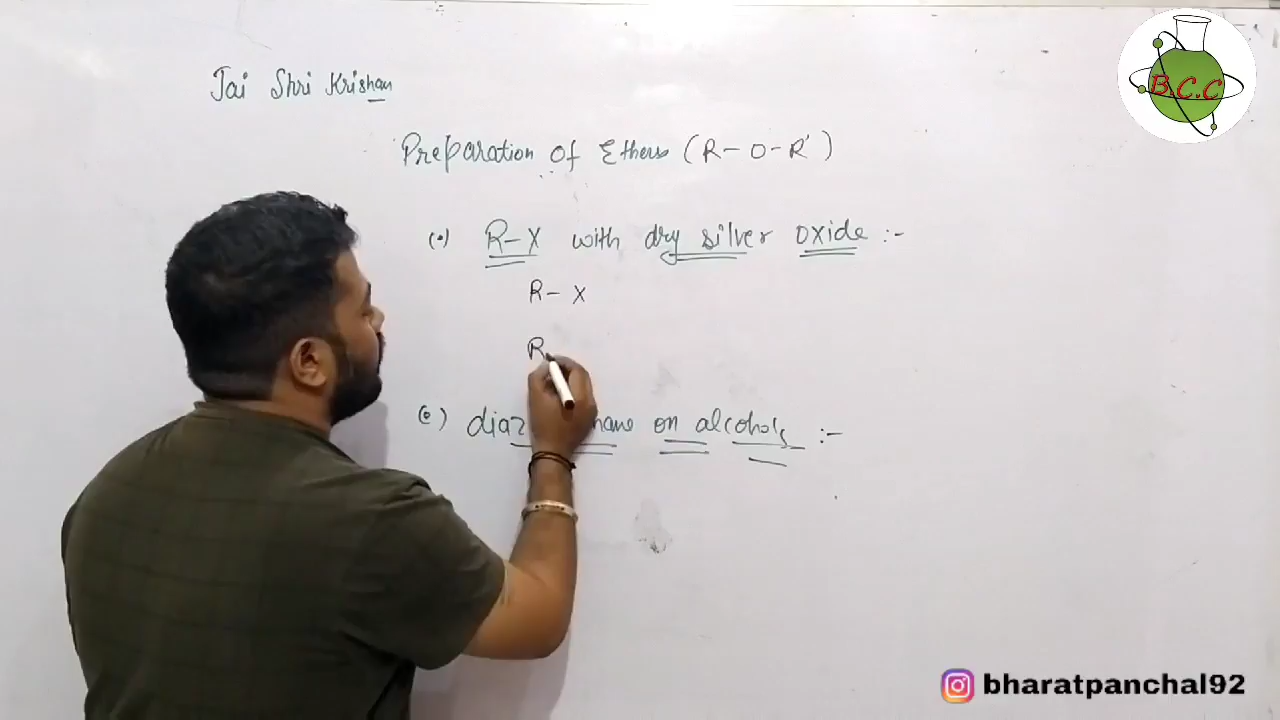 Jai Shri Krishan
B.C.C
Preparation of Ethers (R-O-R')
(•) R-X with dry silver oxide :-
R-X
R
(•) on alcohols :-
bharatpanchal92